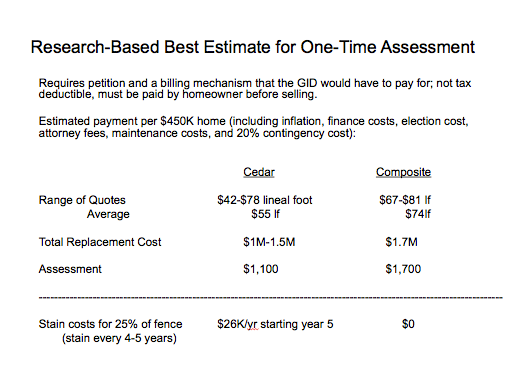 Research-Based Best Estimate for One-Time Assessment
Requires petition and a billing mechanism that the GID would have to pay for; not tax
deductible, must be paid by homeowner before selling.
Estimated payment per $450K home (including inflation, finance costs, election cost,
attorney fees, maintenance costs, and 20% contingency cost):
Cedar Composite
Range of Quotes $42-$78 lineal foot $67-$81 lf
Average $55 lf $74lf
Total Replacement Cost $1M-1.5M $1.7M
Assessment $1,100 $1,700
Stain costs for 25% of fence $26K/yr starting year 5 $0
(stain every 4-5 years)